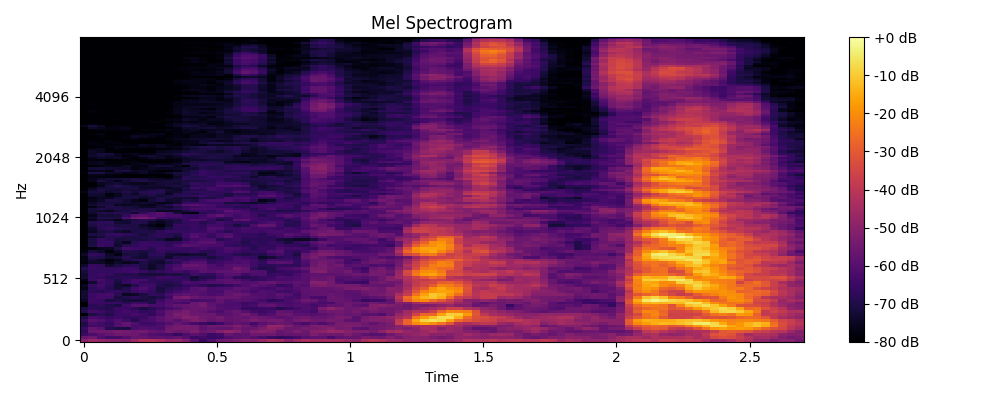 Mel Spectrogram
Hz
4096
2048
1024
512
0
0
0.5
1
1.5
2
2.5
Time
+0 dB
-10 dB
-20 dB
-30 dB
-40 dB
-50 dB
-60 dB
-70 dB
-80 dB